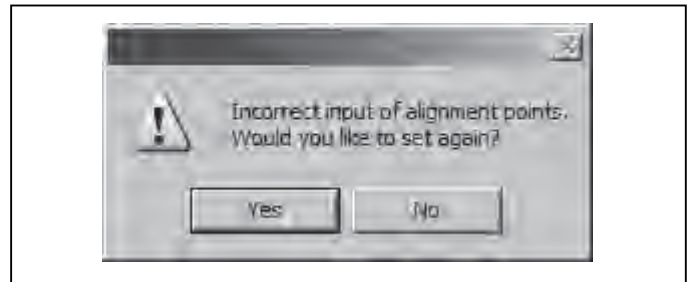 Incorrect input of alignment points.
Would you like to set again?
Yes
No